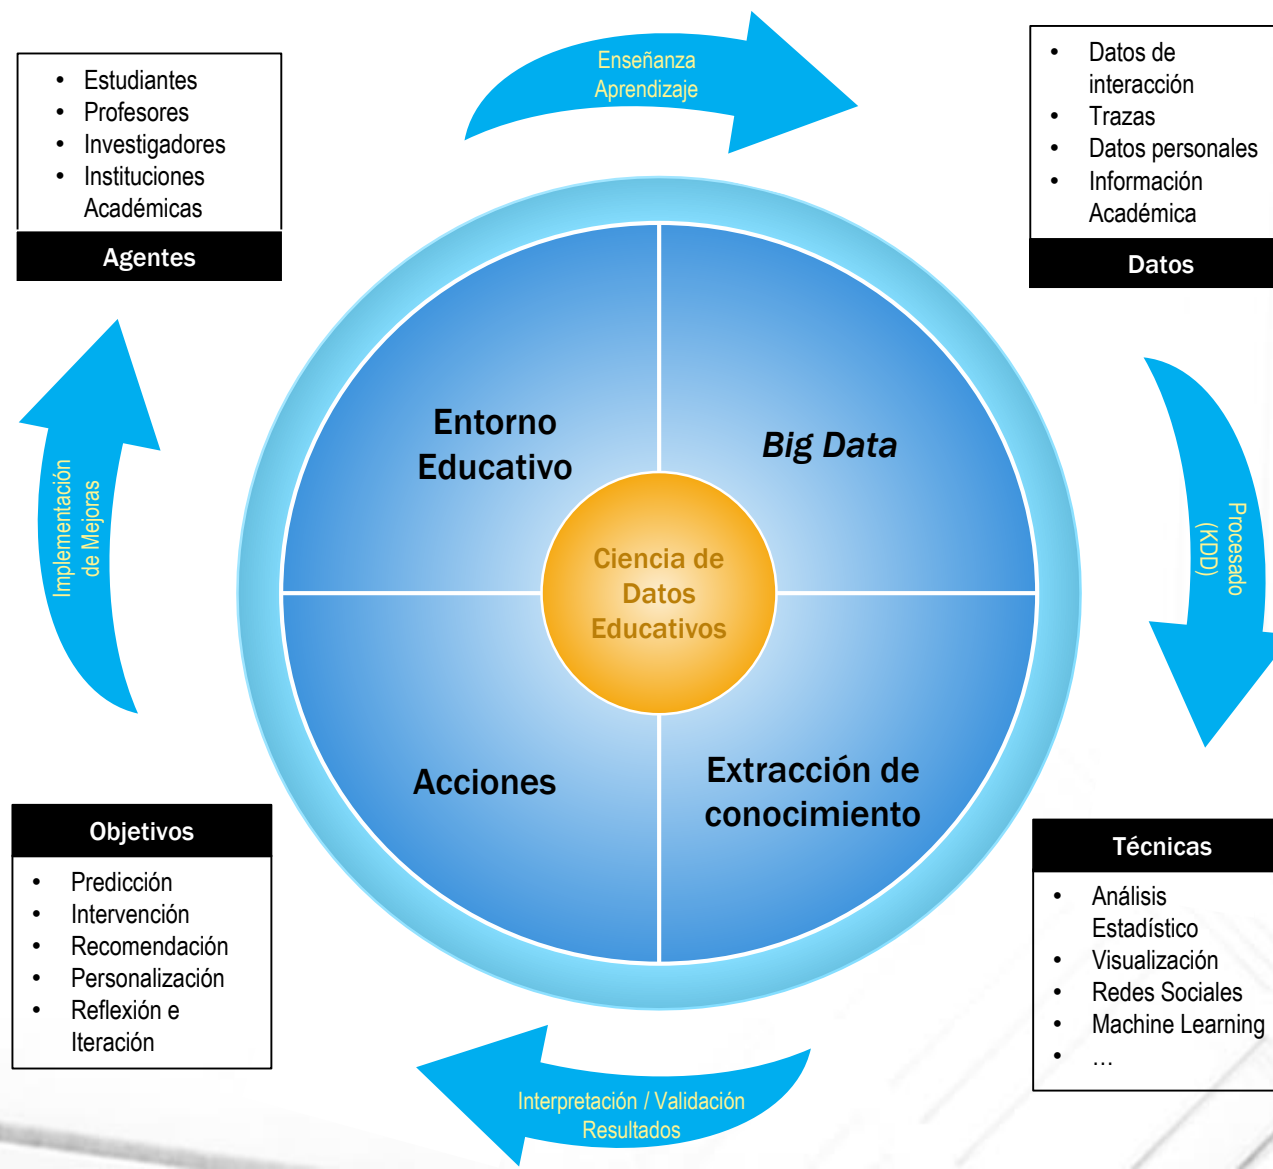 Enseñanza
Aprendizaje
• Estudiantes
• Profesores
• Investigadores
• Instituciones
Académicas
Agentes
• Datos de
interacción
• Trazas
• Datos personales
• Información
Académica
Datos
Entorno
Educativo
Big Data
Ciencia de
Datos
Educativos
Acciones
Extracción de
conocimiento
Implementación
de Mejoras
Procesado
(KDD)
Objetivos
• Predicción
• Intervención
• Recomendación
• Personalización
• Reflexión e
Iteración
Técnicas
• Análisis
Estadístico
• Visualización
• Redes Sociales
• Machine Learning
• …
Interpretación / Validación
Resultados